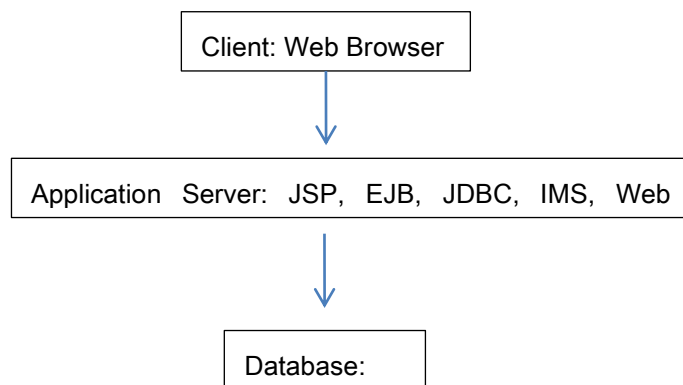 Client: Web Browser
Application Server: JSP, EJB, JDBC, IMS, Web
Database: